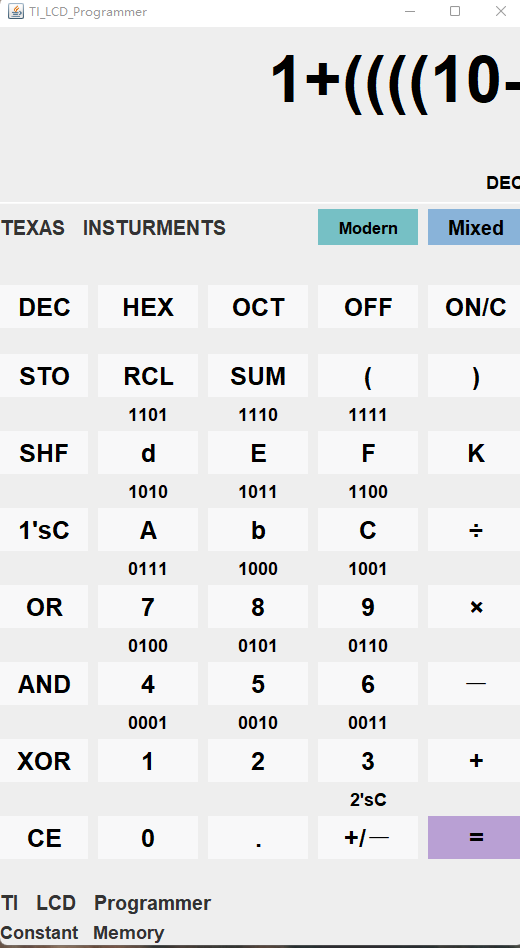 TI_LCD_Programmer
1+((((10-
DEC
TEXAS INSTURMENTS Modern Mixed
DEC HEX OCT OFF ON/C
STO RCL SUM ( )
1101 1110 1111
SHF d E F K
1010 1011 1100
1'sC A b C ÷
0111 1000 1001
OR 7 8 9 ×
0100 0101 0110
AND 4 5 6 —
0001 0010 0011
XOR 1 2 3 +
2'sC
CE 0 . +/— =
TI LCD Programmer
Constant Memory